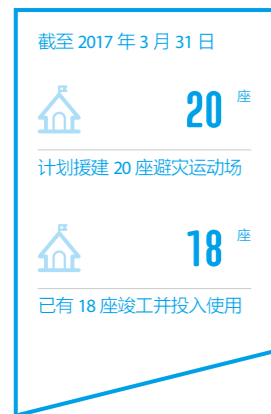 截至 2017 年 3 月 31 日
20 座
计划援建 20 座避灾运动场
18 座
已有 18 座竣工并投入使用